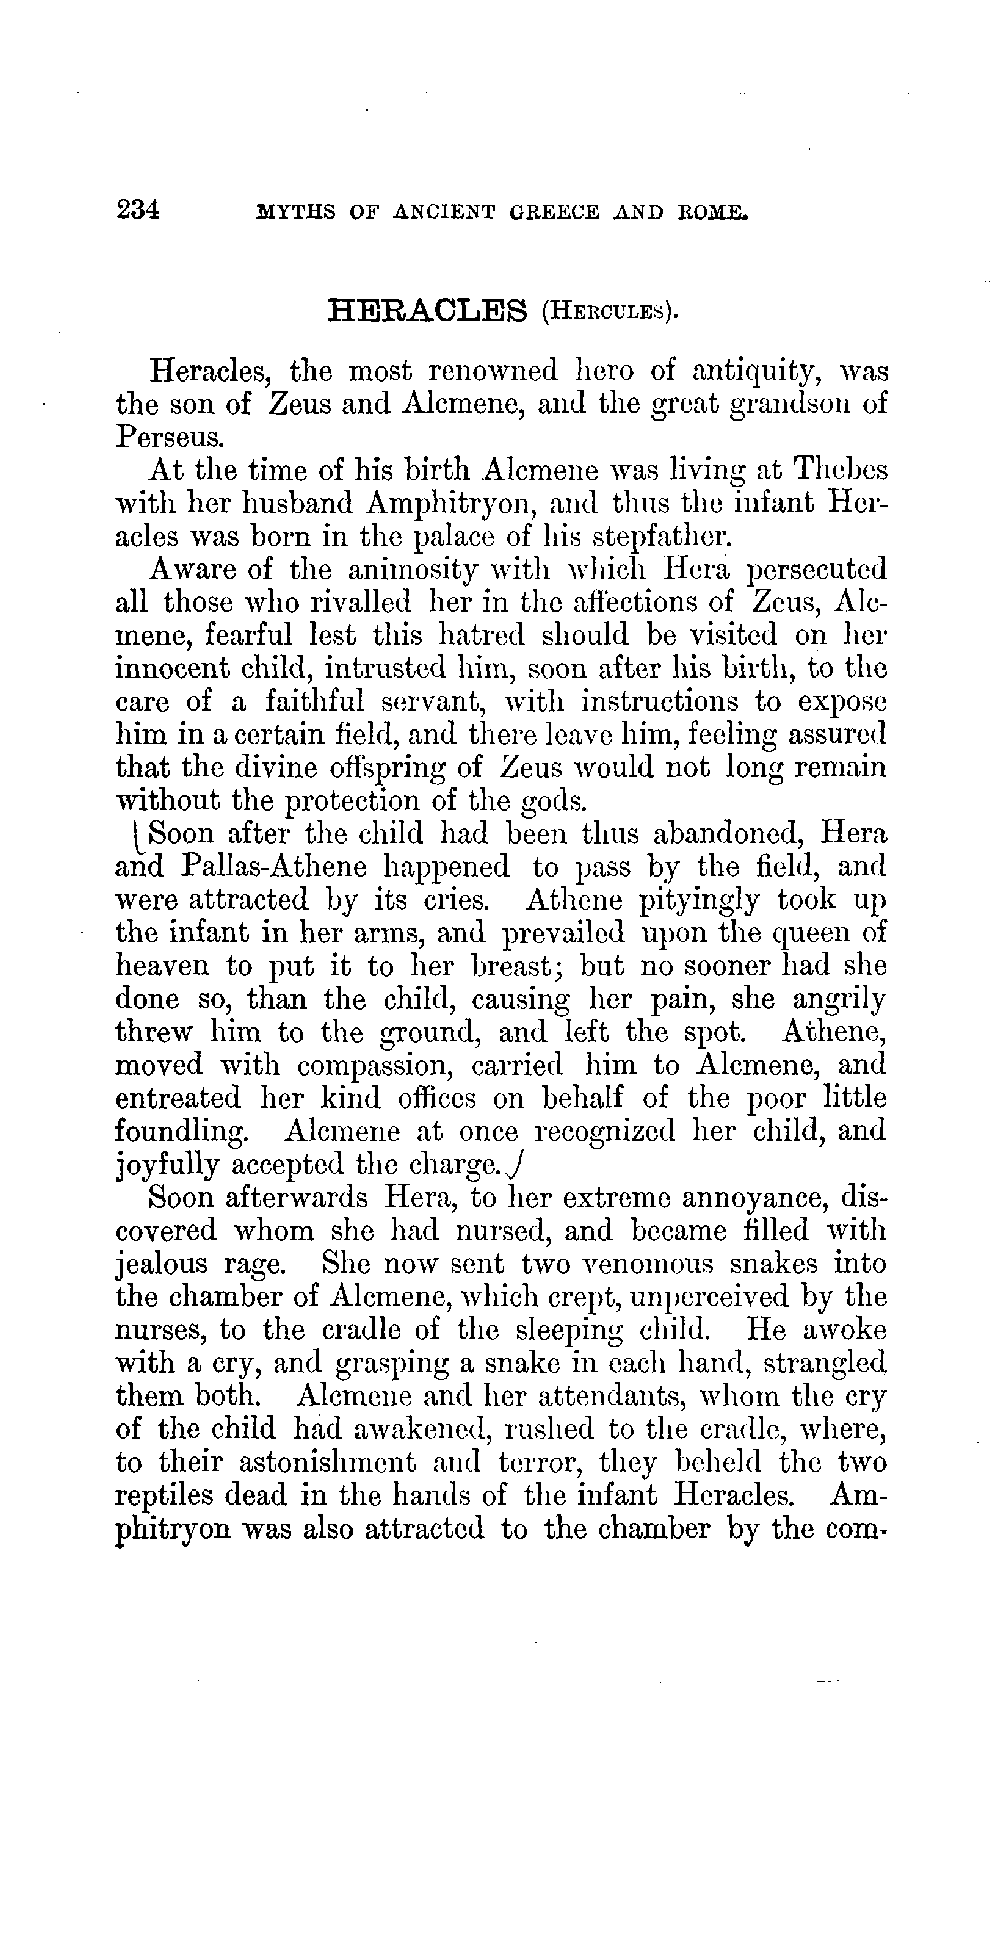 234 MYTHS OF ANCIENT GREECE AND ROME.
HERACLES (HERCULES).
Heracles, the most renowned hero of antiquity, was
the son of Zeus and Alcmene, and the great grandson of
Perseus.
At the time of his birth Alcmene was living at Thebes
with her husband Amphitryon, and thus the infant Her-
acles was born in the palace of his stepfather.
Aware of the animosity with which Hera persecuted
all those who rivalled her in the affections of Zeus, Alc-
mene, fearful lest this hatred should be visited on her
innocent child, intrusted him, soon after his birth, to the
care of a faithful servant, with instructions to expose
him in a certain field, and there leave him, feeling assured
that the divine offspring of Zeus would not long remain
without the protection of the gods.
Soon after the child had been thus abandoned, Hera
and Pallas-Athene happened to pass by the field, and
were attracted by its cries. Athene pityingly took up
the infant in her arms, and prevailed upon the queen of
heaven to put it to her breast; but no sooner had she
done so, than the child, causing her pain, she angrily
threw him to the ground, and left the spot. Athene,
moved with compassion, carried him to Alcmene, and
entreated her kind offices on behalf of the poor little
foundling. Alcmene at once recognized her child, and
joyfully accepted the charge.
Soon afterwards Hera, to her extreme annoyance, dis-
covered whom she had nursed, and became filled with
jealous rage. She now sent two venomous snakes into
the chamber of Alcmene, which crept, unperceived by the
nurses, to the cradle of the sleeping child. He awoke
with a cry, and grasping a snake in each hand, strangled
them both. Alcmene and her attendants, whom the cry
of the child had awakened, rushed to the cradle, where,
to their astonishment and terror, they beheld the two
reptiles dead in the hands of the infant Heracles. Am-
phitryon was also attracted to the chamber by the com-